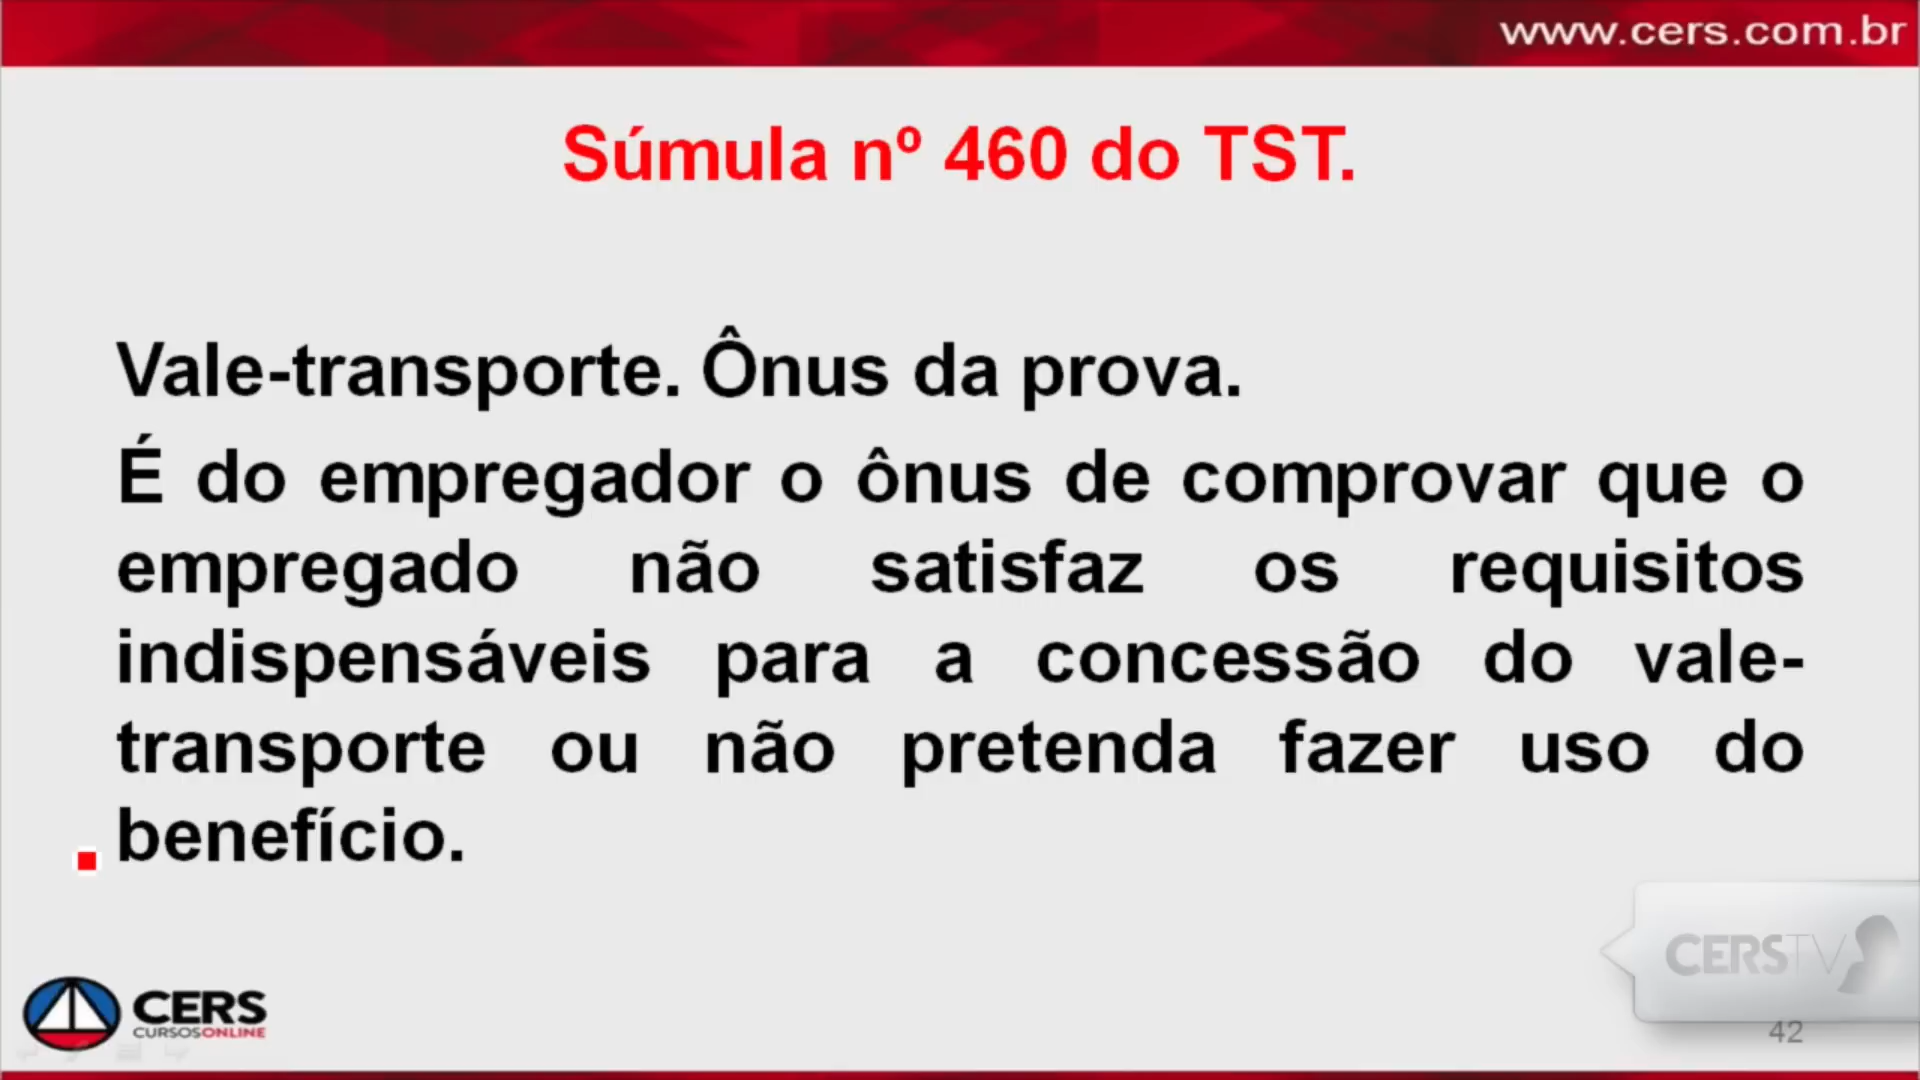 www.cers.com.br
Súmula nº 460 do TST.
Vale-transporte. Ônus da prova.
É do empregador o ônus de comprovar que o
empregado não satisfaz os requisitos
indispensáveis para a concessão do vale-
transporte ou não pretenda fazer uso do
benefício.
CERSTV
CERS
CURSOSONLINE
42